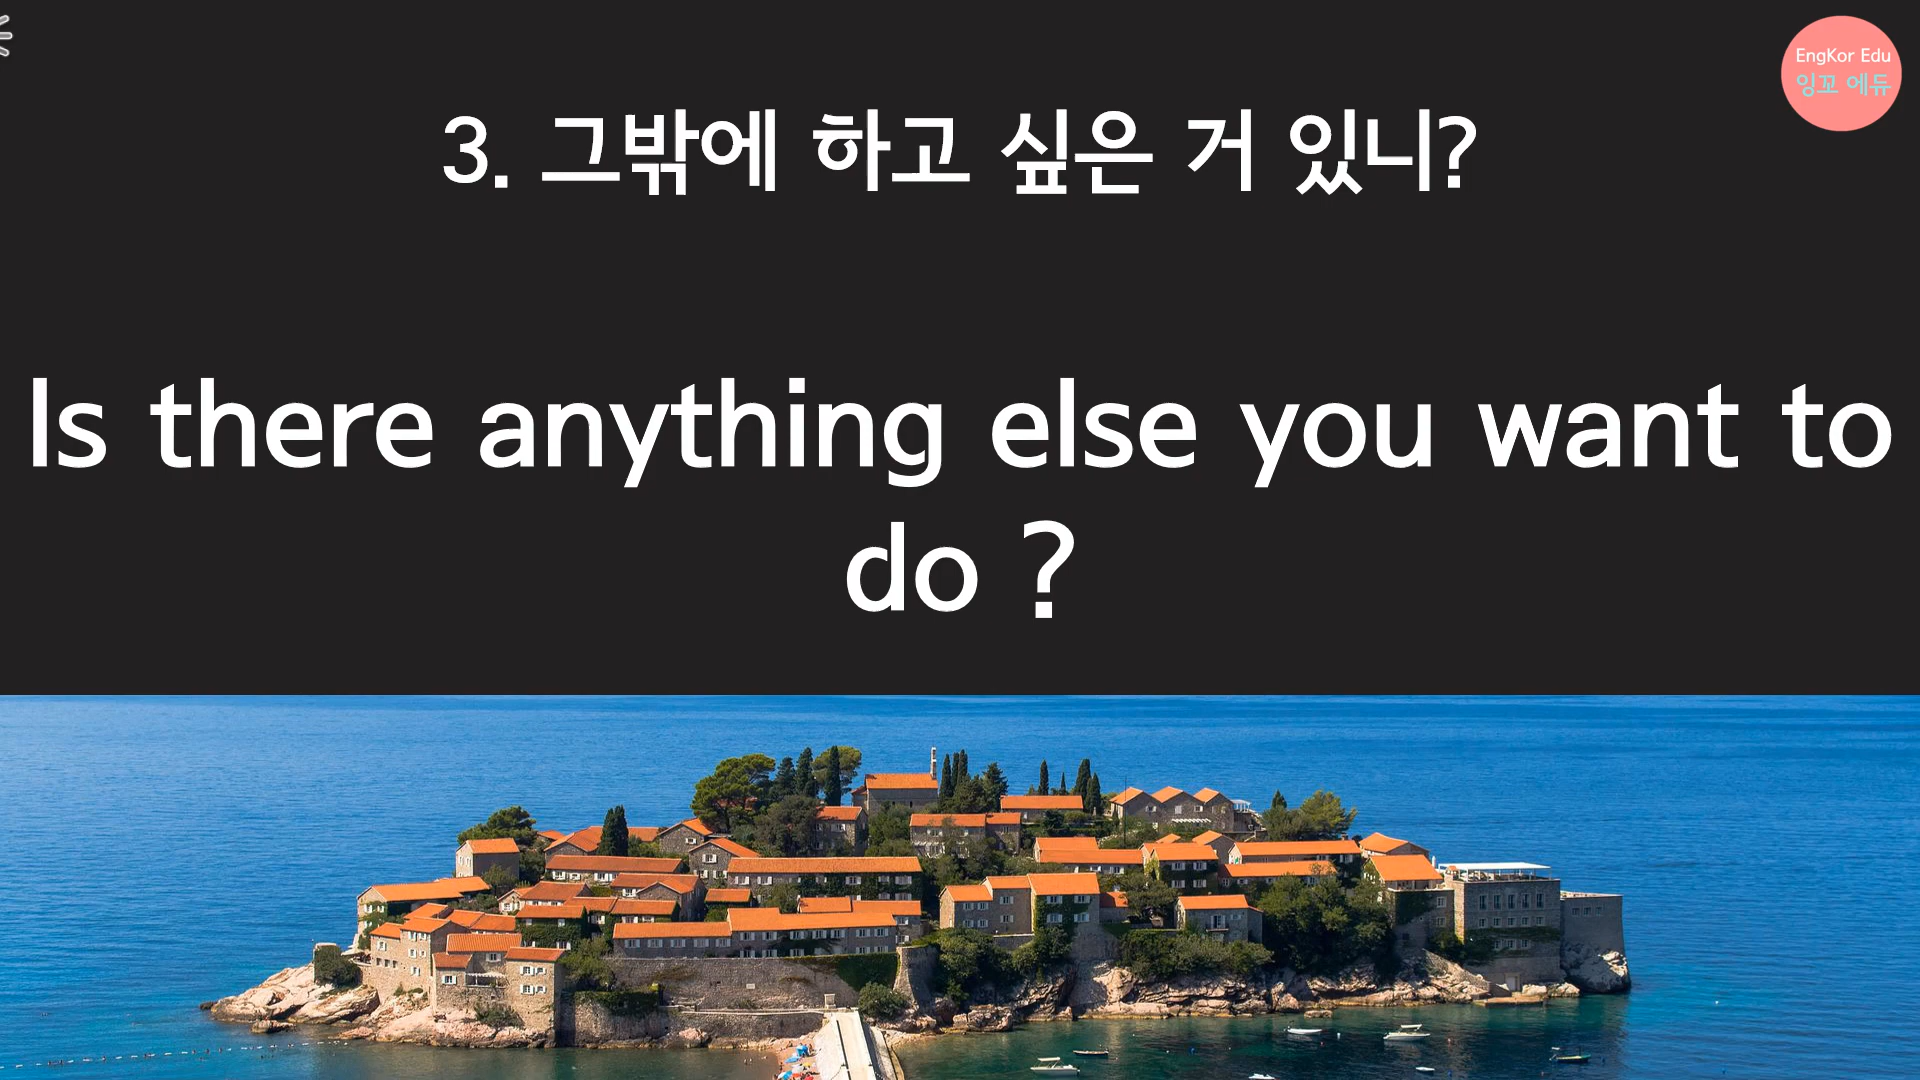 EngKor Edu
잉꼬 에듀
3. 그밖에 하고 싶은 거 있니?
Is there anything else you want to
do ?